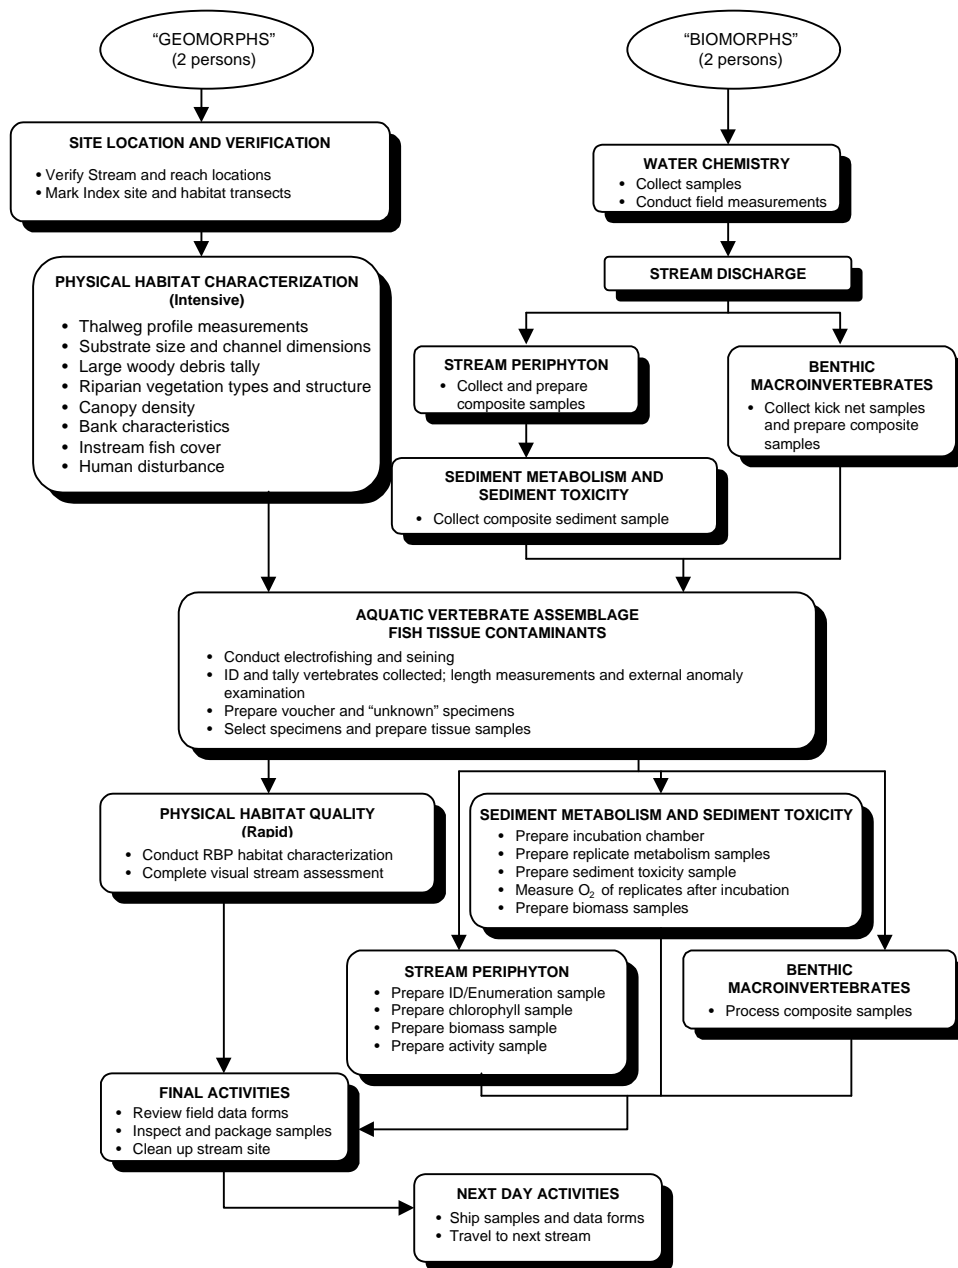 “GEOMORPHS”
(2 persons)
“BIOMORPHS”
(2 persons)
SITE LOCATION AND VERIFICATION
• Verify Stream and reach locations
• Mark Index site and habitat transects
WATER CHEMISTRY
• Collect samples
• Conduct field measurements
PHYSICAL HABITAT CHARACTERIZATION
(Intensive)
• Thalweg profile measurements
• Substrate size and channel dimensions
• Large woody debris tally
• Riparian vegetation types and structure
• Canopy density
• Bank characteristics
• Instream fish cover
• Human disturbance
STREAM DISCHARGE
STREAM PERIPHYTON
• Collect and prepare
composite samples
BENTHIC
MACROINVERTEBRATES
• Collect kick net samples
and prepare composite
samples
SEDIMENT METABOLISM AND
SEDIMENT TOXICITY
• Collect composite sediment sample
AQUATIC VERTEBRATE ASSEMBLAGE
FISH TISSUE CONTAMINANTS
• Conduct electrofishing and seining
• ID and tally vertebrates collected; length measurements and external anomaly
examination
• Prepare voucher and “unknown” specimens
• Select specimens and prepare tissue samples
PHYSICAL HABITAT QUALITY
(Rapid)
• Conduct RBP habitat characterization
• Complete visual stream assessment
SEDIMENT METABOLISM AND SEDIMENT TOXICITY
• Prepare incubation chamber
• Prepare replicate metabolism samples
• Prepare sediment toxicity sample
• Measure O2 of replicates after incubation
• Prepare biomass samples
STREAM PERIPHYTON
• Prepare ID/Enumeration sample
• Prepare chlorophyll sample
• Prepare biomass sample
• Prepare activity sample
BENTHIC
MACROINVERTEBRATES
• Process composite samples
FINAL ACTIVITIES
• Review field data forms
• Inspect and package samples
• Clean up stream site
NEXT DAY ACTIVITIES
• Ship samples and data forms
• Travel to next stream